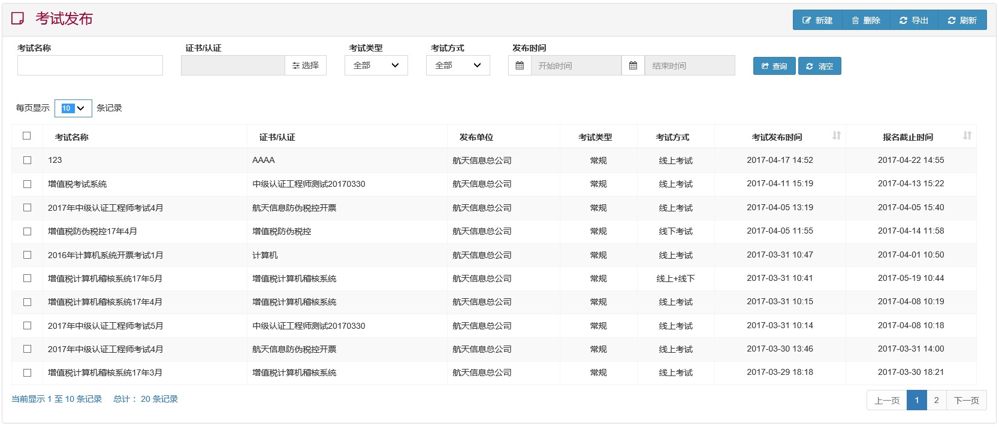 考试发布 新建 删除 导出 刷新
考试名称 证书/认证 考试类型 考试方式 发布时间
选择 全部 全部 开始时间 结束时间 查询 清空
每页显示 10 条记录
考试名称 证书/认证 发布单位 考试类型 考试方式 考试发布时间 报名截止时间
123 AAAA 航天信息总公司 常规 线上考试 2017-04-17 14:52 2017-04-22 14:55
增值税考试系统 中级认证工程师测试20170330 航天信息总公司 常规 线上考试 2017-04-11 15:19 2017-04-13 15:22
2017年中级认证工程师考试4月 航天信息防伪税控开票 航天信息总公司 常规 线上考试 2017-04-05 13:19 2017-04-05 15:40
增值税防伪税控17年4月 增值税防伪税控 航天信息总公司 常规 线下考试 2017-04-05 11:55 2017-04-14 11:58
2016年计算机系统开票考试1月 计算机 航天信息总公司 常规 线上考试 2017-03-31 10:47 2017-04-01 10:50
增值税计算机稽核系统17年5月 增值税计算机稽核系统 航天信息总公司 常规 线上+线下 2017-03-31 10:41 2017-05-19 10:44
增值税计算机稽核系统17年4月 增值税计算机稽核系统 航天信息总公司 常规 线上考试 2017-03-31 10:15 2017-04-08 10:19
2017年中级认证工程师考试5月 中级认证工程师测试20170330 航天信息总公司 常规 线上考试 2017-03-31 10:14 2017-04-08 10:18
2017年中级认证工程师考试4月 航天信息防伪税控开票 航天信息总公司 常规 线上考试 2017-03-30 13:46 2017-03-31 14:00
增值税计算机稽核系统17年3月 增值税计算机稽核系统 航天信息总公司 常规 线上考试 2017-03-29 18:18 2017-03-30 18:21
当前显示 1 至 10 条记录 总计： 20 条记录 上一页 1 2 下一页